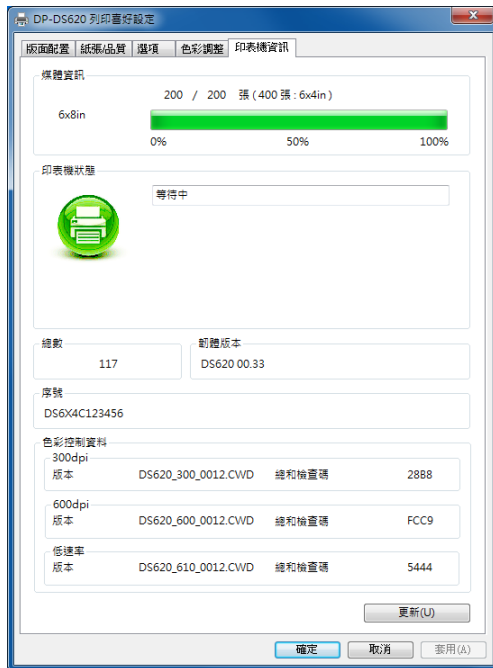 DP-DS620 列印喜好設定
版面配置 紙張/品質 選項 色彩調整 印表機資訊
媒體資訊
200 / 200 張 ( 400 張 : 6x4in )
6x8in
0% 50% 100%
印表機狀態
等待中
總數 韌體版本
117 DS620 00.33
序號
DS6X4C123456
色彩控制資料
300dpi
版本 DS620_300_0012.CWD 總和檢查碼 28B8
600dpi
版本 DS620_600_0012.CWD 總和檢查碼 FCC9
低速率
版本 DS620_610_0012.CWD 總和檢查碼 5444
更新(U)
確定 取消 套用(A)